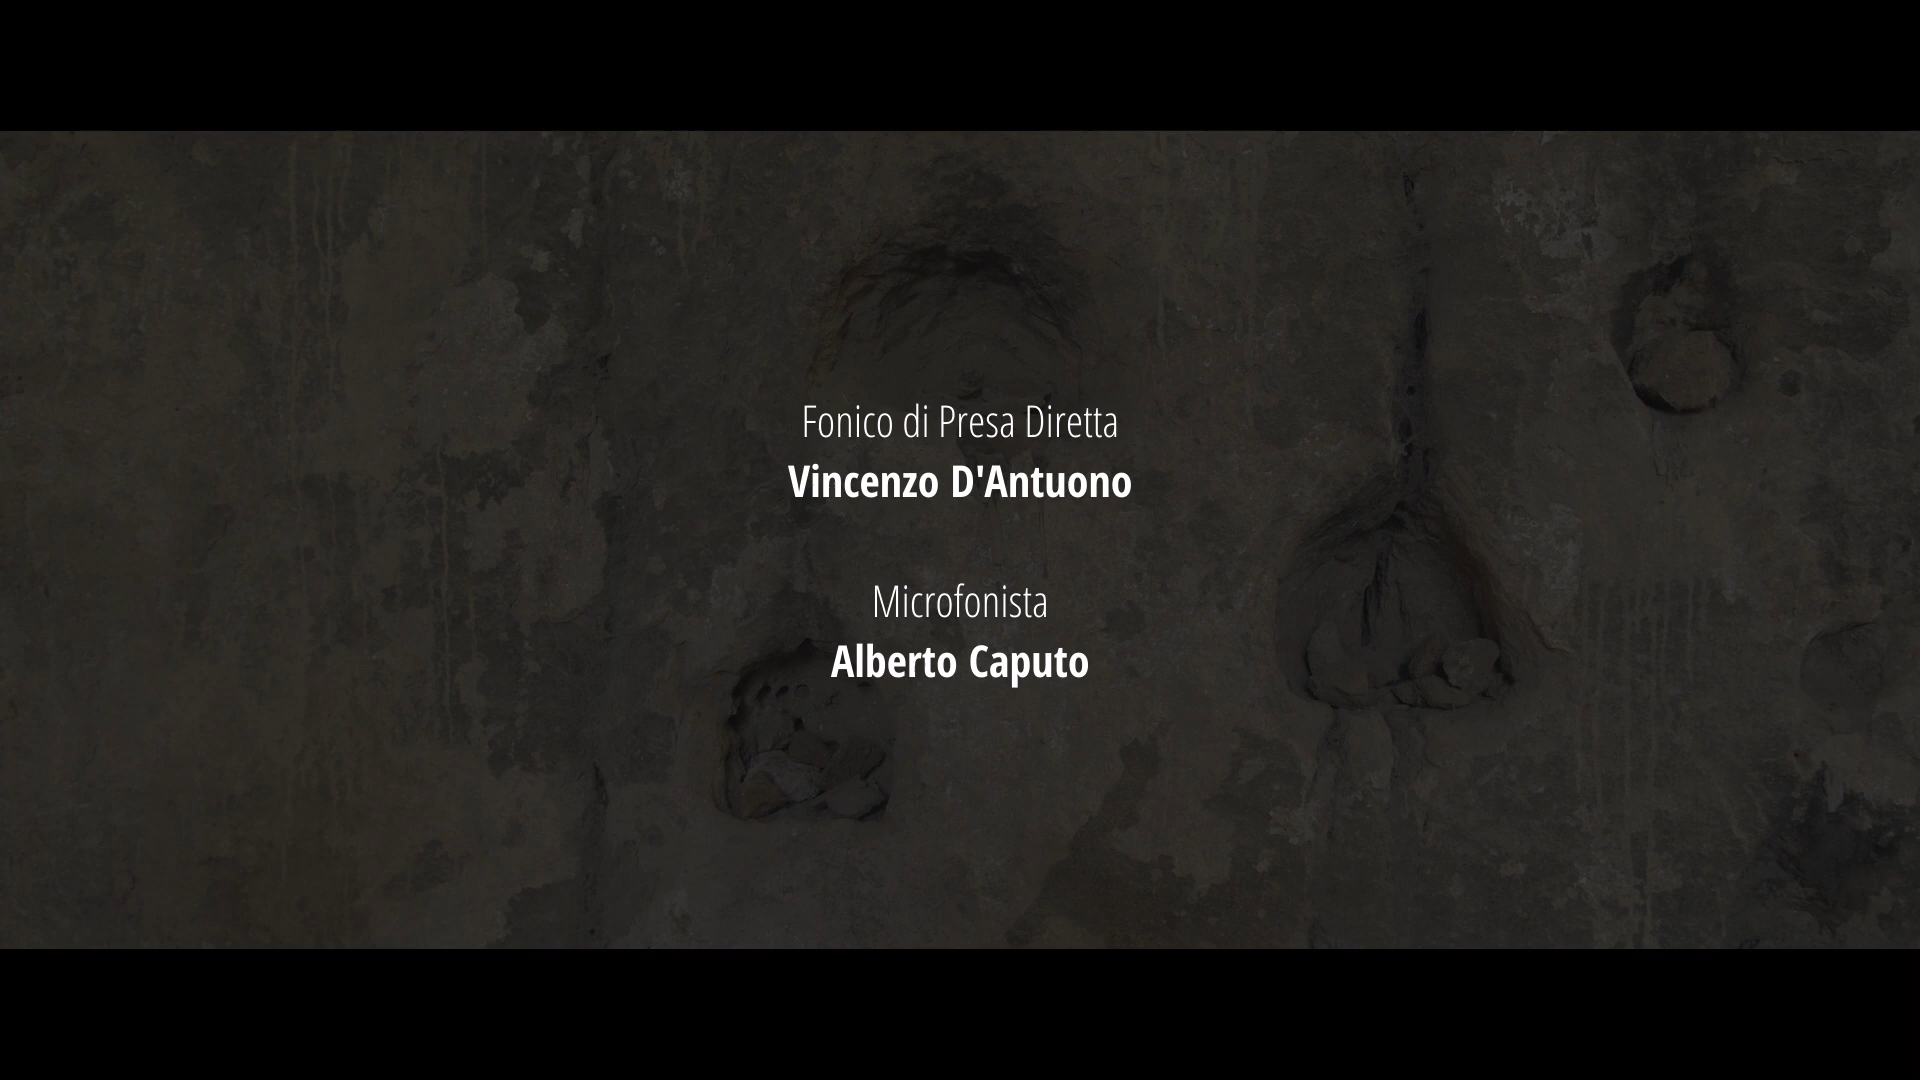 Fonico di Presa Diretta
Vincenzo D'Antuono
Microfonista
Alberto Caputo